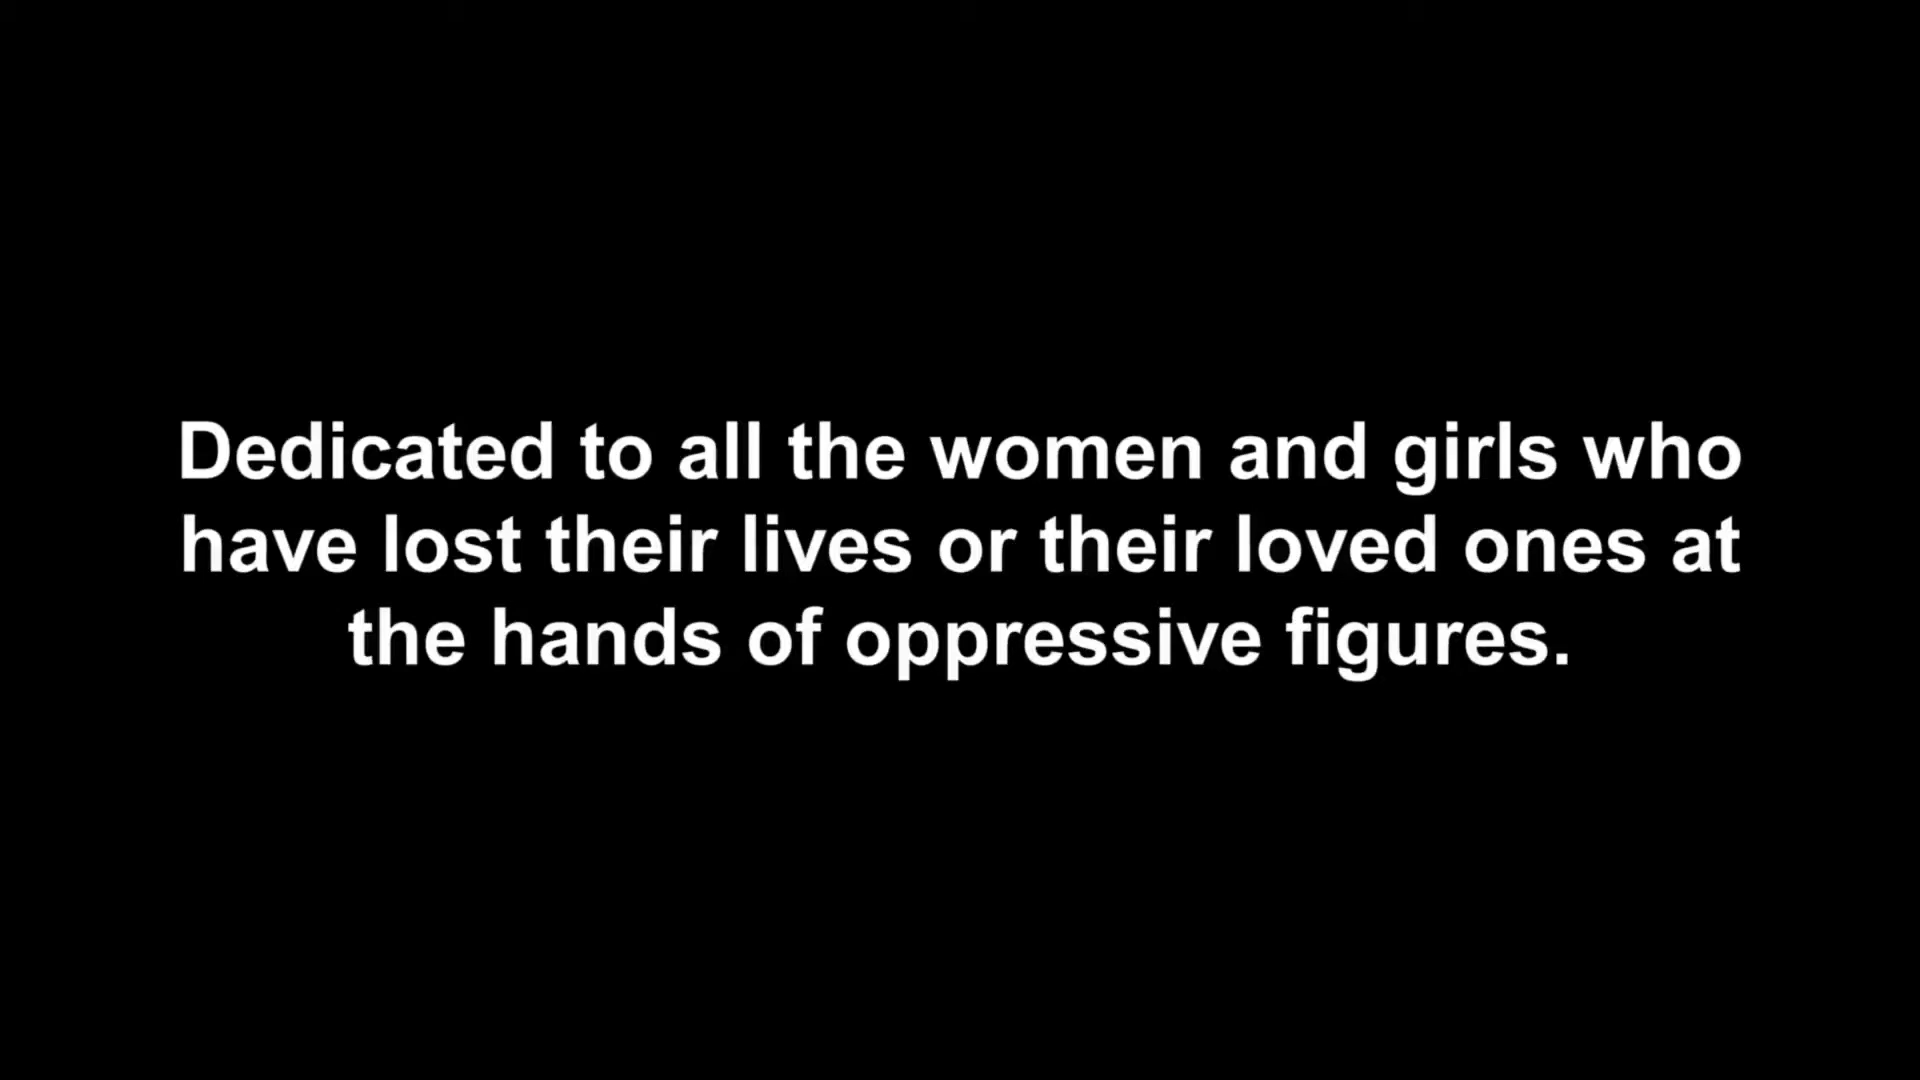 Dedicated to all the women and girls who
have lost their lives or their loved ones at
the hands of oppressive figures.